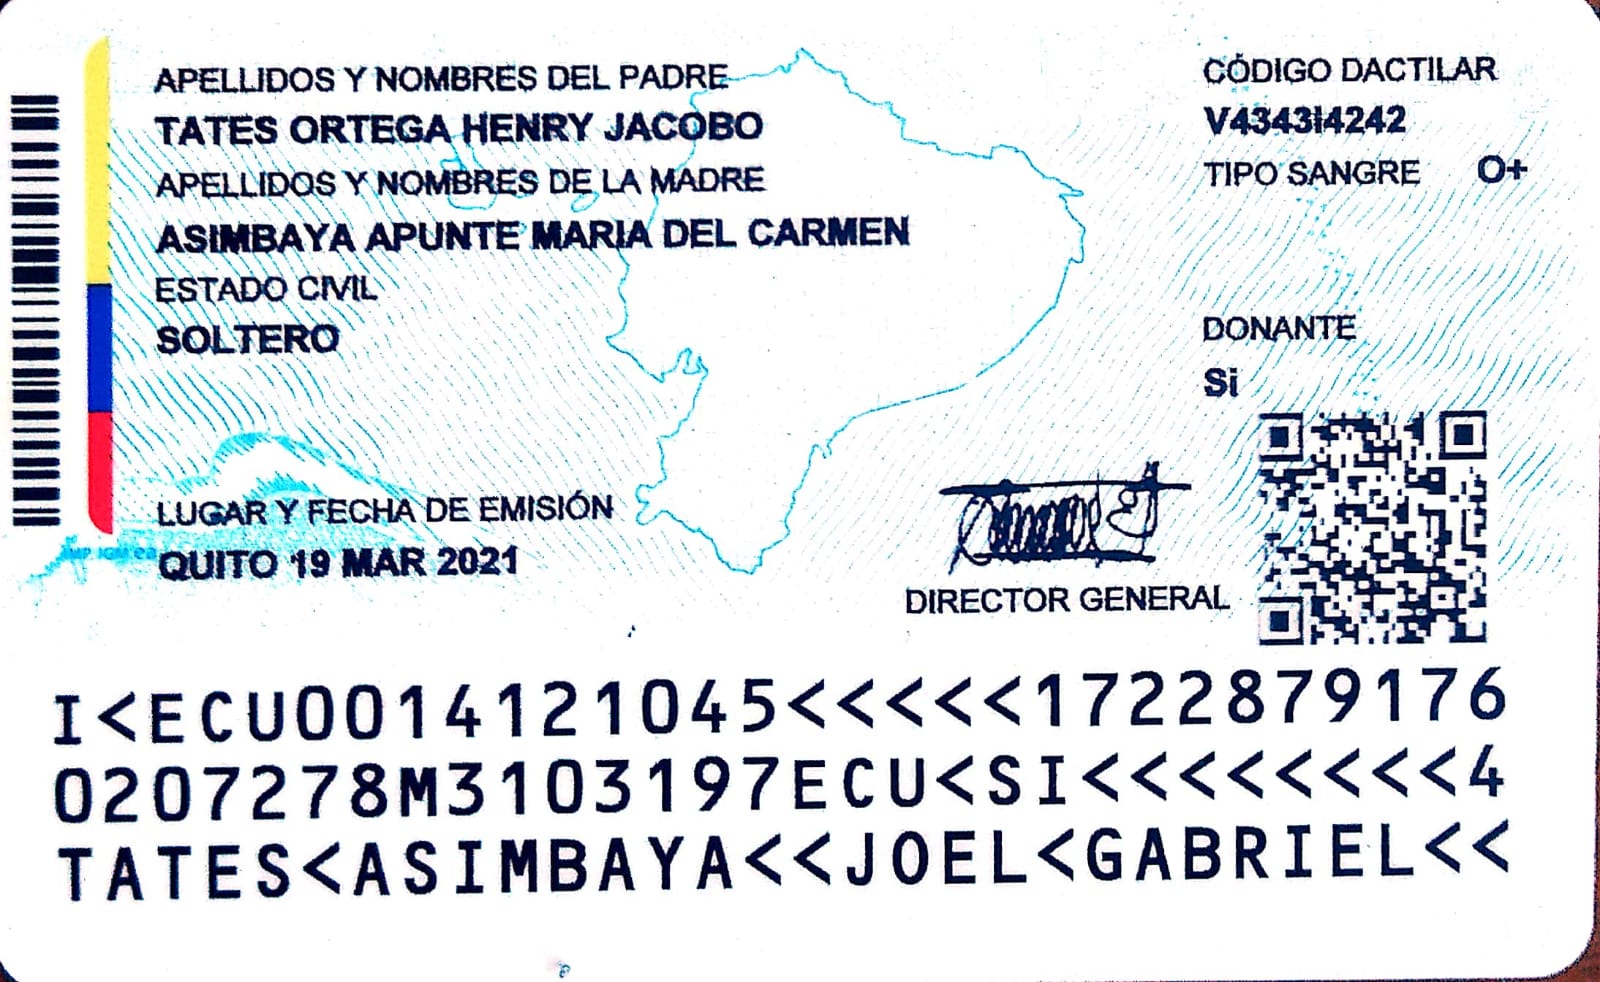 APELLIDOS Y NOMBRES DEL PADRE
TATES ORTEGA HENRY JACOBO
APELLIDOS Y NOMBRES DE LA MADRE
ASIMBAYA APUNTE MARIA DEL CARMEN
ESTADO CIVIL
SOLTERO
LUGAR Y FECHA DE EMISIÓN
QUITO 19 MAR 2021
CÓDIGO DACTILAR
V4343I4242
TIPO SANGRE O+
DONANTE
Si
DIRECTOR GENERAL
I<ECU0014121045<<<<<1722879176
0207278M3103197ECU<SI<<<<<<<<4
TATES<ASIMBAYA<<JOEL<GABRIEL<<